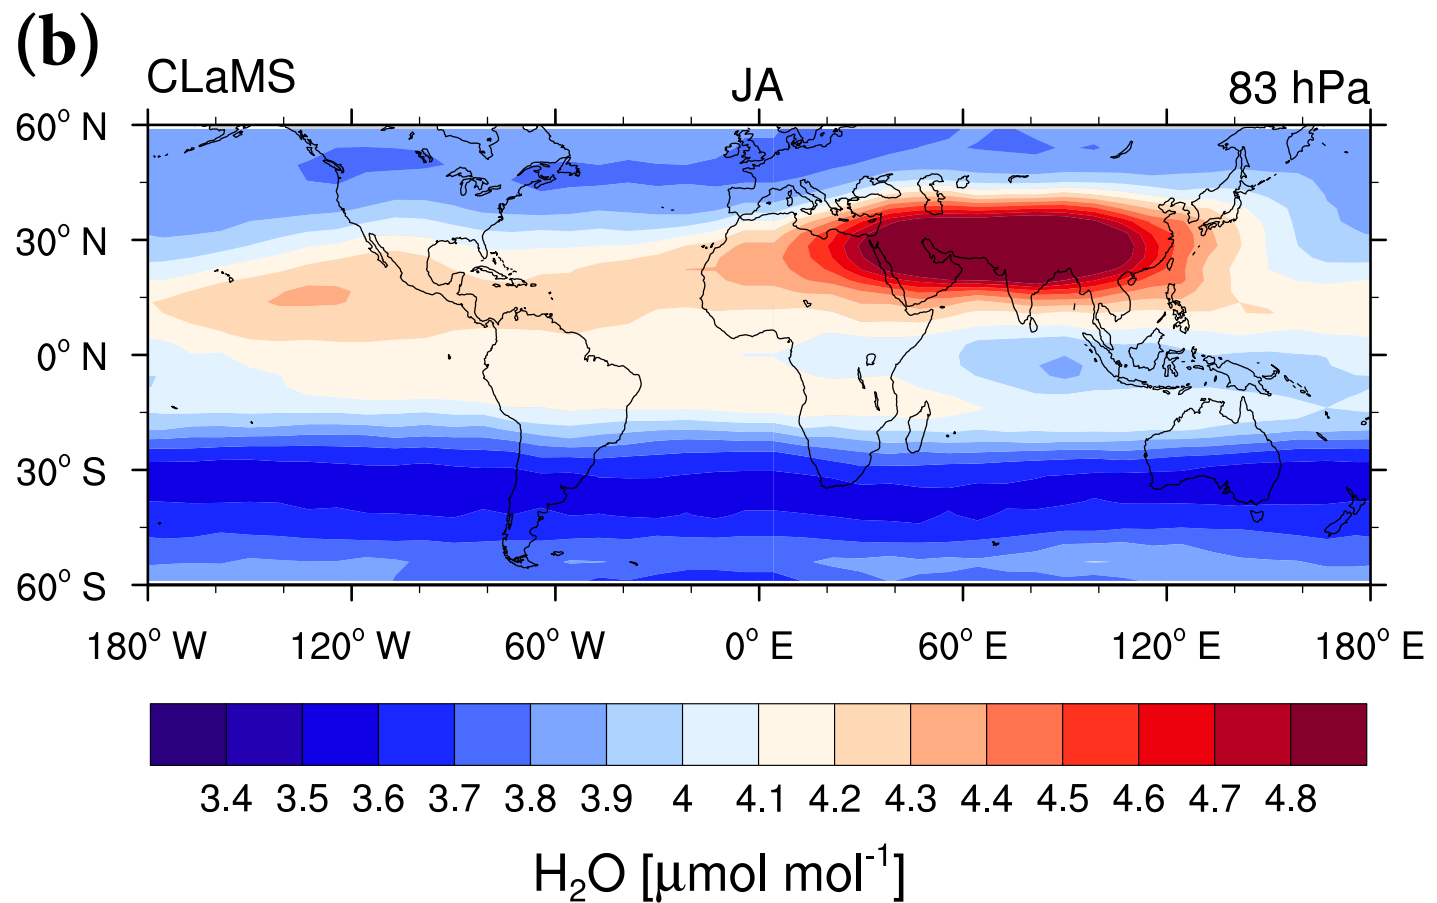 (b)
CLaMS JA 83 hPa
60° N
30° N
0° N
30° S
60° S
180° W 120° W 60° W 0° E 60° E 120° E 180° E
3.4 3.5 3.6 3.7 3.8 3.9 4 4.1 4.2 4.3 4.4 4.5 4.6 4.7 4.8
H₂O [μmol mol⁻¹]